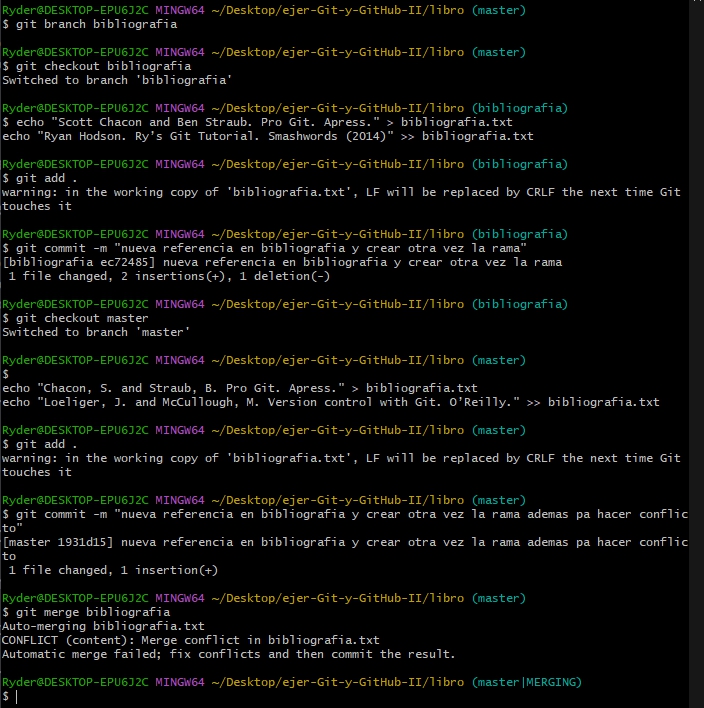 Ryder@DESKTOP-EPU6J2C MINGW64 ~/Desktop/ejer-Git-y-GitHub-II/libro (master)
$ git branch bibliografia
Ryder@DESKTOP-EPU6J2C MINGW64 ~/Desktop/ejer-Git-y-GitHub-II/libro (master)
$ git checkout bibliografia
Switched to branch 'bibliografia'
Ryder@DESKTOP-EPU6J2C MINGW64 ~/Desktop/ejer-Git-y-GitHub-II/libro (bibliografia)
$ echo "Scott Chacon and Ben Straub. Pro Git. Apress." > bibliografia.txt
echo "Ryan Hodson. Ry’s Git Tutorial. Smashwords (2014)" >> bibliografia.txt
Ryder@DESKTOP-EPU6J2C MINGW64 ~/Desktop/ejer-Git-y-GitHub-II/libro (bibliografia)
$ git add .
warning: in the working copy of 'bibliografia.txt', LF will be replaced by CRLF the next time Git
touches it
Ryder@DESKTOP-EPU6J2C MINGW64 ~/Desktop/ejer-Git-y-GitHub-II/libro (bibliografia)
$ git commit -m "nueva referencia en bibliografia y crear otra vez la rama"
[bibliografia ec72485] nueva referencia en bibliografia y crear otra vez la rama
1 file changed, 2 insertions(+), 1 deletion(-)
Ryder@DESKTOP-EPU6J2C MINGW64 ~/Desktop/ejer-Git-y-GitHub-II/libro (bibliografia)
$ git checkout master
Switched to branch 'master'
Ryder@DESKTOP-EPU6J2C MINGW64 ~/Desktop/ejer-Git-y-GitHub-II/libro (master)
$
echo "Chacon, S. and Straub, B. Pro Git. Apress." > bibliografia.txt
echo "Loeliger, J. and McCullough, M. Version control with Git. O’Reilly." >> bibliografia.txt
Ryder@DESKTOP-EPU6J2C MINGW64 ~/Desktop/ejer-Git-y-GitHub-II/libro (master)
$ git add .
warning: in the working copy of 'bibliografia.txt', LF will be replaced by CRLF the next time Git
touches it
Ryder@DESKTOP-EPU6J2C MINGW64 ~/Desktop/ejer-Git-y-GitHub-II/libro (master)
$ git commit -m "nueva referencia en bibliografia y crear otra vez la rama ademas pa hacer conflic
to"
[master 1931d15] nueva referencia en bibliografia y crear otra vez la rama ademas pa hacer conflic
to
1 file changed, 1 insertion(+)
Ryder@DESKTOP-EPU6J2C MINGW64 ~/Desktop/ejer-Git-y-GitHub-II/libro (master)
$ git merge bibliografia
Auto-merging bibliografia.txt
CONFLICT (content): Merge conflict in bibliografia.txt
Automatic merge failed; fix conflicts and then commit the result.
Ryder@DESKTOP-EPU6J2C MINGW64 ~/Desktop/ejer-Git-y-GitHub-II/libro (master|MERGING)
$